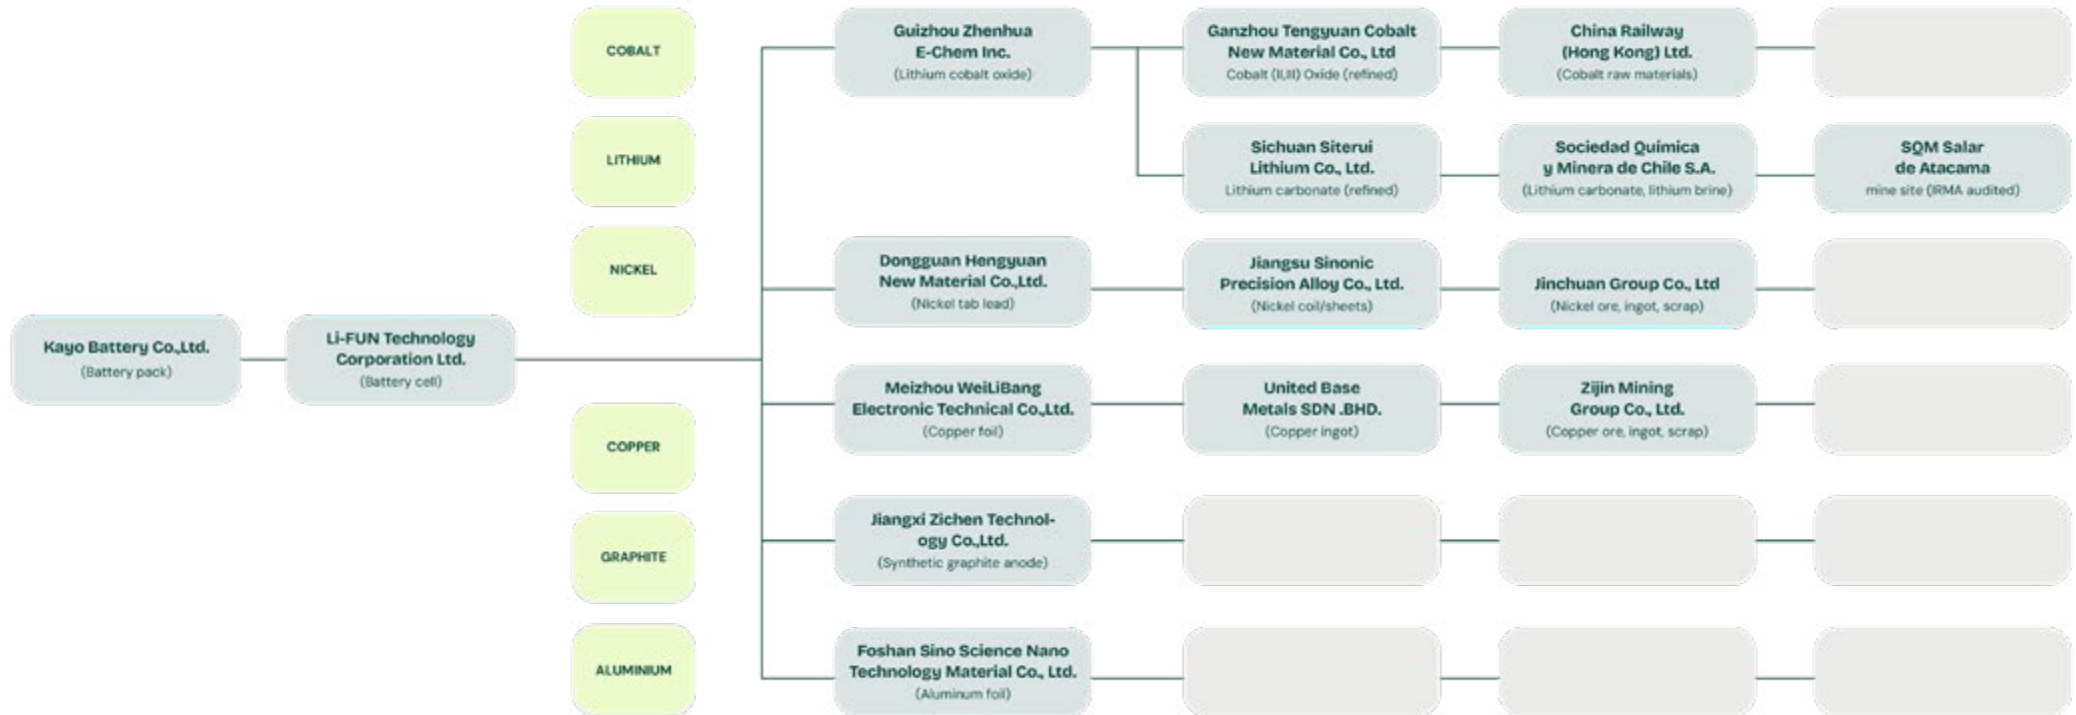 Kayo Battery Co.,Ltd.
(Battery pack)
Li-FUN Technology
Corporation Ltd.
(Battery cell)
COBALT
LITHIUM
NICKEL
COPPER
GRAPHITE
ALUMINIUM
Guizhou Zhenhua
E-Chem Inc.
(Lithium cobalt oxide)
Ganzhou Tengyuan Cobalt
New Material Co., Ltd
Cobalt (II,III) Oxide (refined)
China Railway
(Hong Kong) Ltd.
(Cobalt raw materials)
Sichuan Siterui
Lithium Co., Ltd.
Lithium carbonate (refined)
Sociedad Química
y Minera de Chile S.A.
(Lithium carbonate, lithium brine)
SQM Salar
de Atacama
mine site (IRMA audited)
Dongguan Hengyuan
New Material Co.,Ltd.
(Nickel tab lead)
Jiangsu Sinonic
Precision Alloy Co., Ltd.
(Nickel coil/sheets)
Jinchuan Group Co., Ltd
(Nickel ore, ingot, scrap)
Meizhou WeiLiBang
Electronic Technical Co.,Ltd.
(Copper foil)
United Base
Metals SDN .BHD.
(Copper ingot)
Zijin Mining
Group Co., Ltd.
(Copper ore, ingot, scrap)
Jiangxi Zichen Technol-
ogy Co.,Ltd.
(Synthetic graphite anode)
Foshan Sino Science Nano
Technology Material Co., Ltd.
(Aluminum foil)